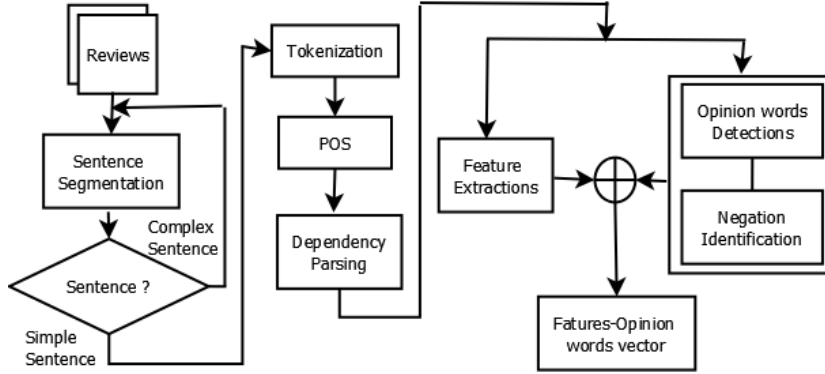 Reviews
Sentence
Segmentation
Complex
Sentence
Sentence ?
Simple
Sentence
Tokenization
POS
Dependency
Parsing
Feature
Extractions
Opinion words
Detections
Negation
Identification
Fatures-Opinion
words vector